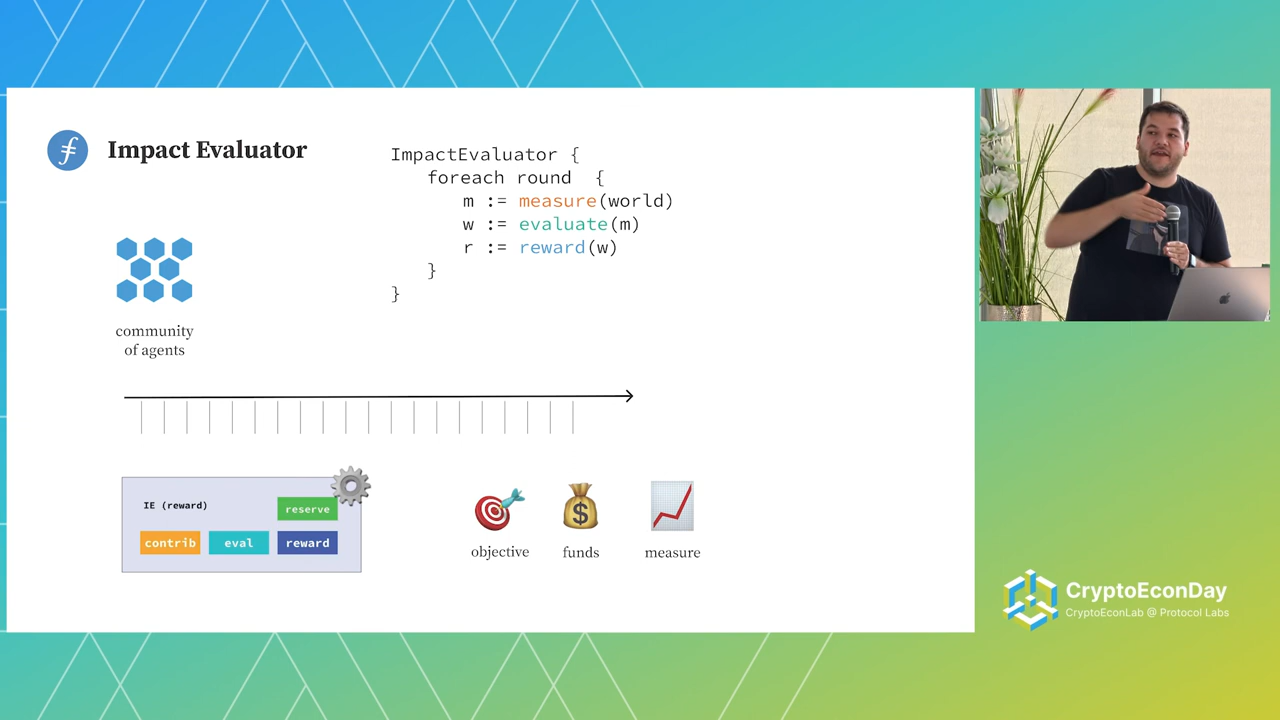 Impact Evaluator
ImpactEvaluator {
foreach round {
m := measure(world)
w := evaluate(m)
r := reward(w)
}
}
community
of agents
IE (reward)
reserve
contrib
eval
reward
objective
funds
measure
CryptoEconDay
CryptoEconLab @ Protocol Labs